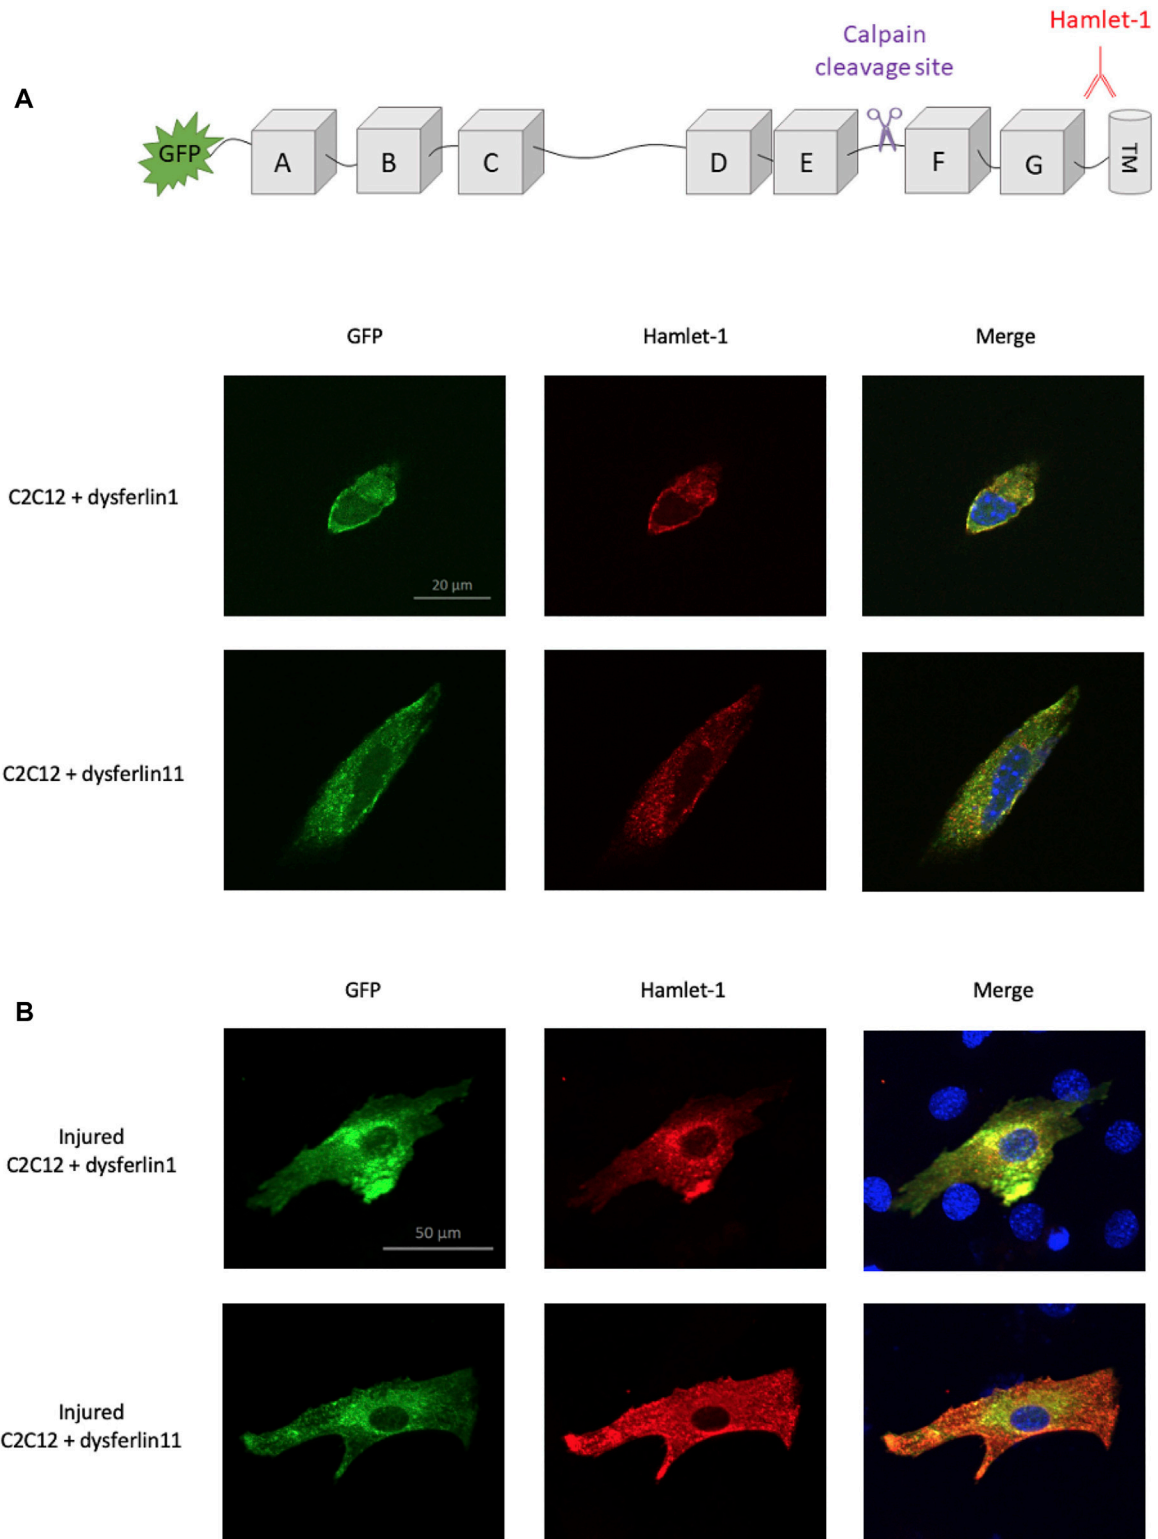 Hamlet-1
Calpain
cleavage site
A
GFP
A
B
C
D
E
F
G
TM
GFP
Hamlet-1
Merge
C2C12 + dysferlin1
20 µm
C2C12 + dysferlin11
B
GFP
Hamlet-1
Merge
Injured
C2C12 + dysferlin1
50 µm
Injured
C2C12 + dysferlin11